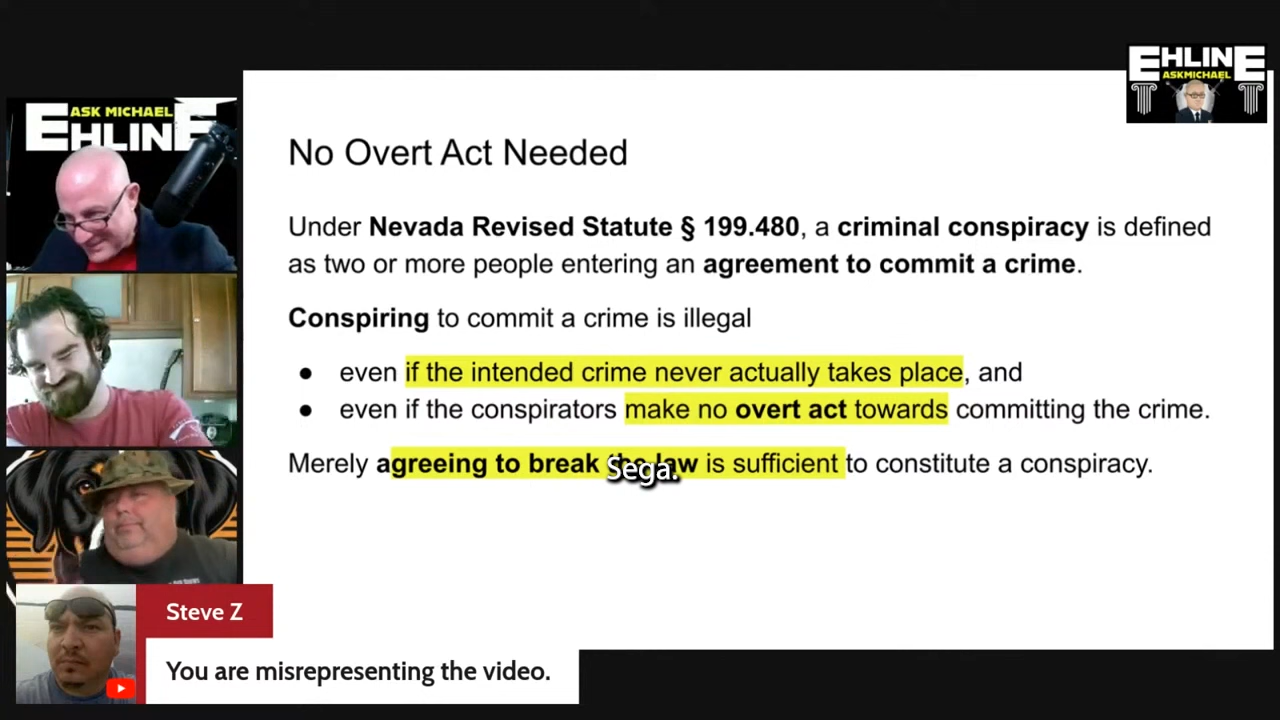 EHLINE
ASKMICHAEL
ASK MICHAEL
EHLINE
No Overt Act Needed
Under Nevada Revised Statute § 199.480, a criminal conspiracy is defined
as two or more people entering an agreement to commit a crime.
Conspiring to commit a crime is illegal
● even if the intended crime never actually takes place, and
● even if the conspirators make no overt act towards committing the crime.
Merely agreeing to break the law is sufficient to constitute a conspiracy.
Sega.
Steve Z
You are misrepresenting the video.